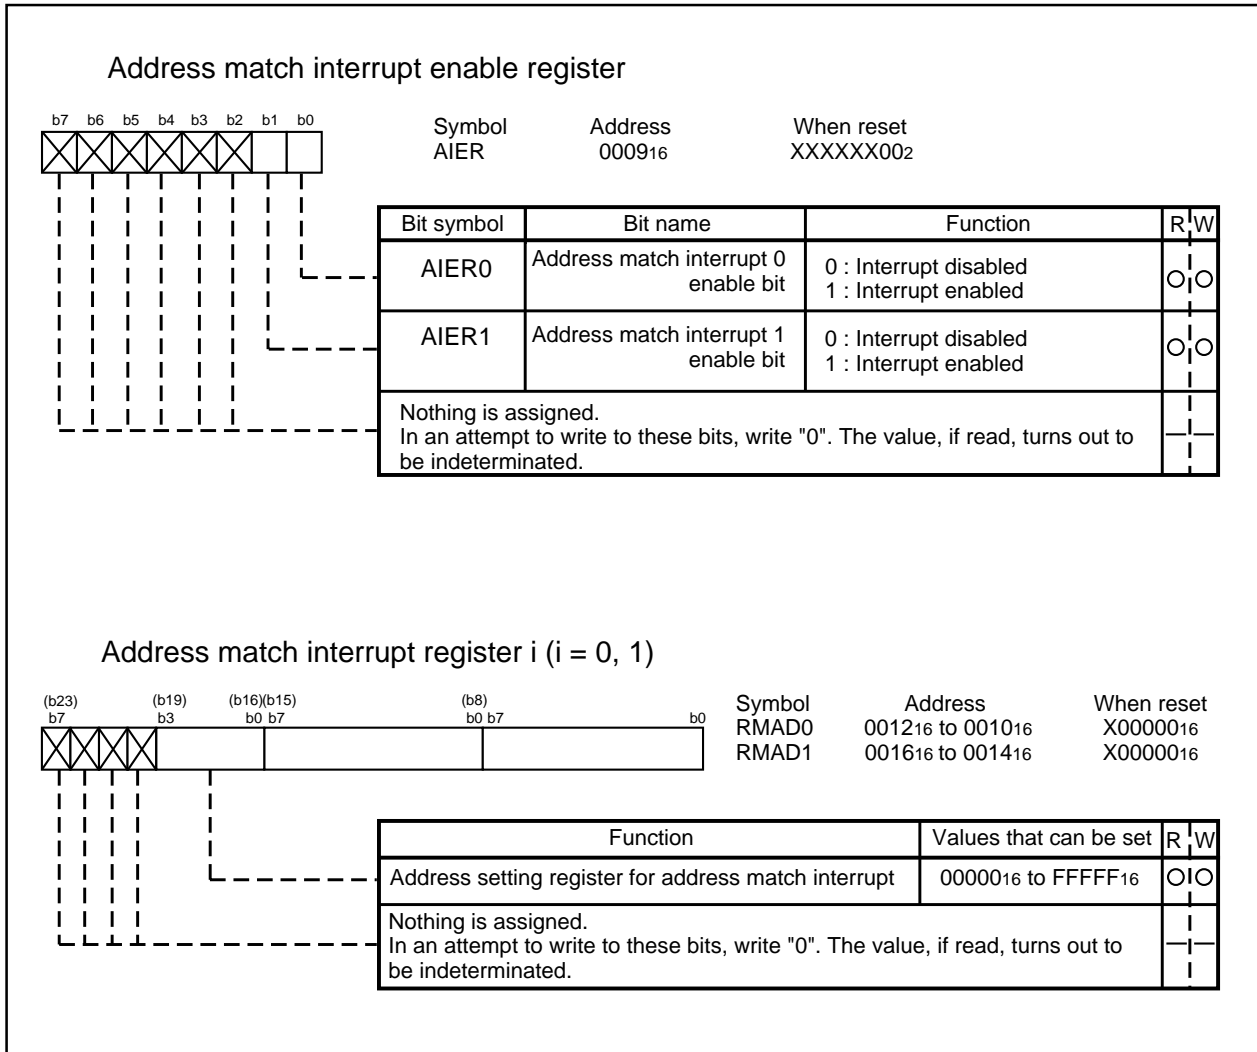 Address match interrupt enable register
b7 b6 b5 b4 b3 b2 b1 b0
Symbol Address When reset
AIER 000916 XXXXXX002
Bit symbol Bit name Function R W
AIER0 Address match interrupt 0 enable bit 0 : Interrupt disabled
1 : Interrupt enabled
AIER1 Address match interrupt 1 enable bit 0 : Interrupt disabled
1 : Interrupt enabled
Nothing is assigned.
In an attempt to write to these bits, write "0". The value, if read, turns out to
be indeterminated.
Address match interrupt register i (i = 0, 1)
(b23) (b19) (b16)(b15) (b8)
b7 b3 b0 b7 b0 b7 b0
Symbol Address When reset
RMAD0 001216 to 001016 X0000016
RMAD1 001616 to 001416 X0000016
Function Values that can be set R W
Address setting register for address match interrupt 0000016 to FFFFF16
Nothing is assigned.
In an attempt to write to these bits, write "0". The value, if read, turns out to
be indeterminated.